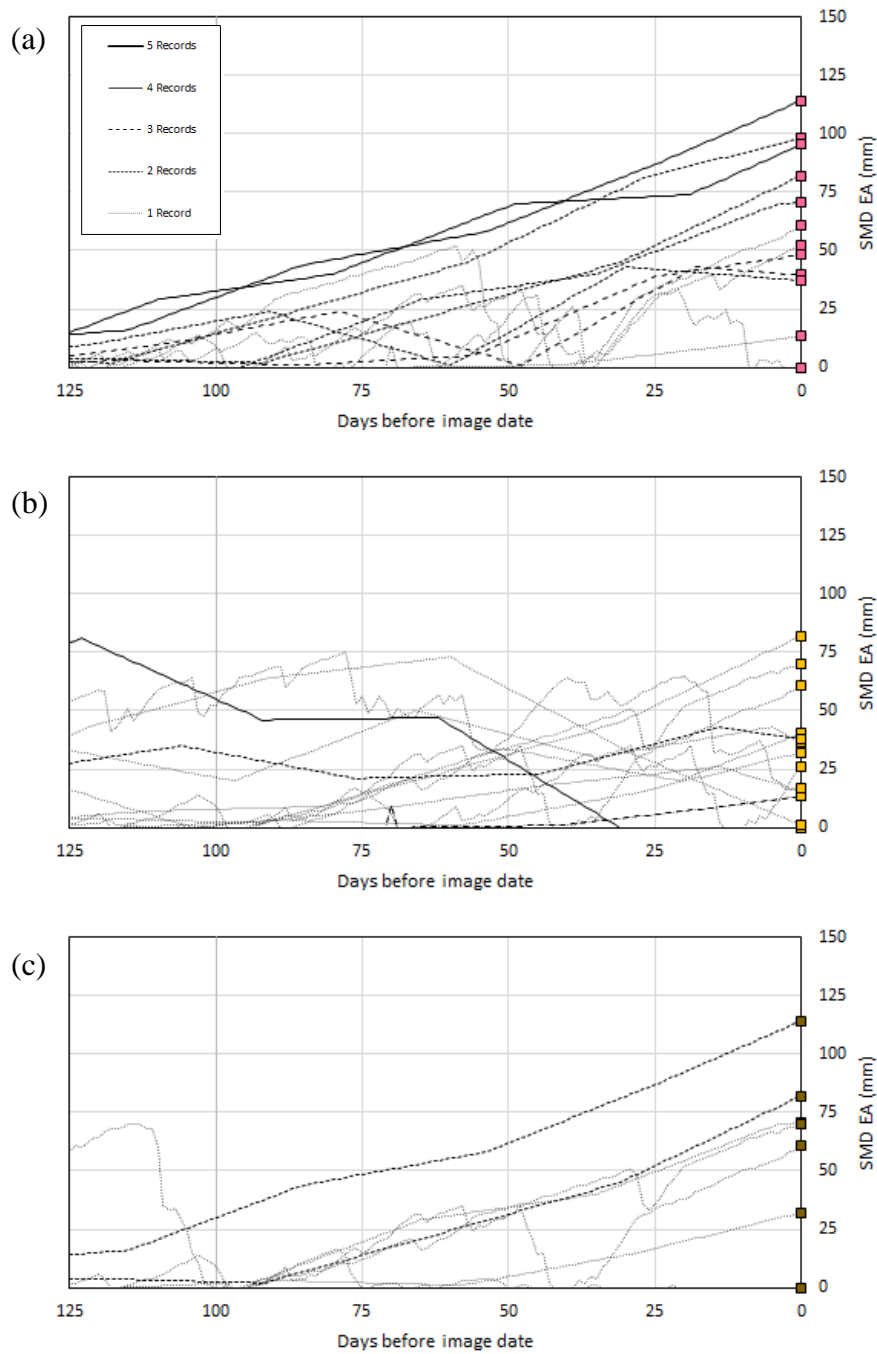 (a)
5 Records
4 Records
3 Records
2 Records
1 Record
150
125
100
75
50
25
0
SMD EA (mm)
125 100 75 50 25 0
Days before image date
(b)
150
125
100
75
50
25
0
SMD EA (mm)
125 100 75 50 25 0
Days before image date
(c)
150
125
100
75
50
25
0
SMD EA (mm)
125 100 75 50 25 0
Days before image date